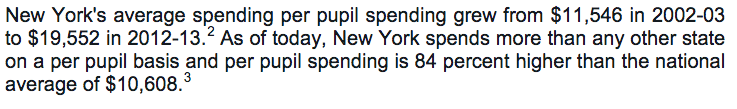 New York's average spending per pupil spending grew from $11,546 in 2002-03
to $19,552 in 2012-13.² As of today, New York spends more than any other state
on a per pupil basis and per pupil spending is 84 percent higher than the national
average of $10,608.³